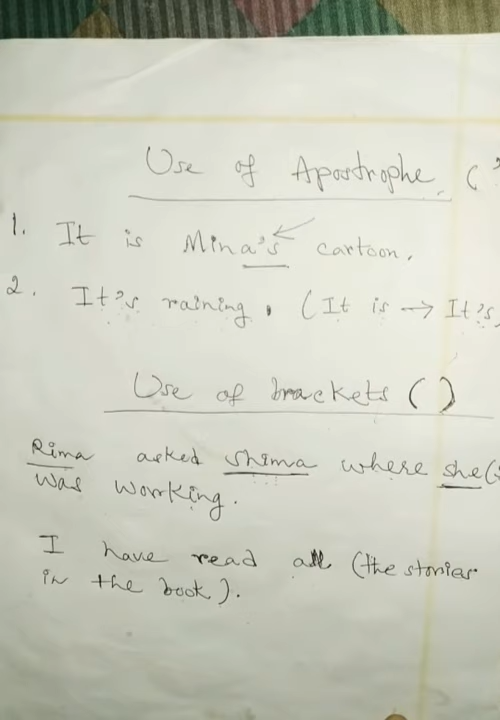 Use of Apostrophe. (’
1. It is Mina's cartoon.
2. It's raining. (It is → It's
Use of brackets ( )
Rima asked Shima where she (
was working.
I have read all (the stories
in the book).